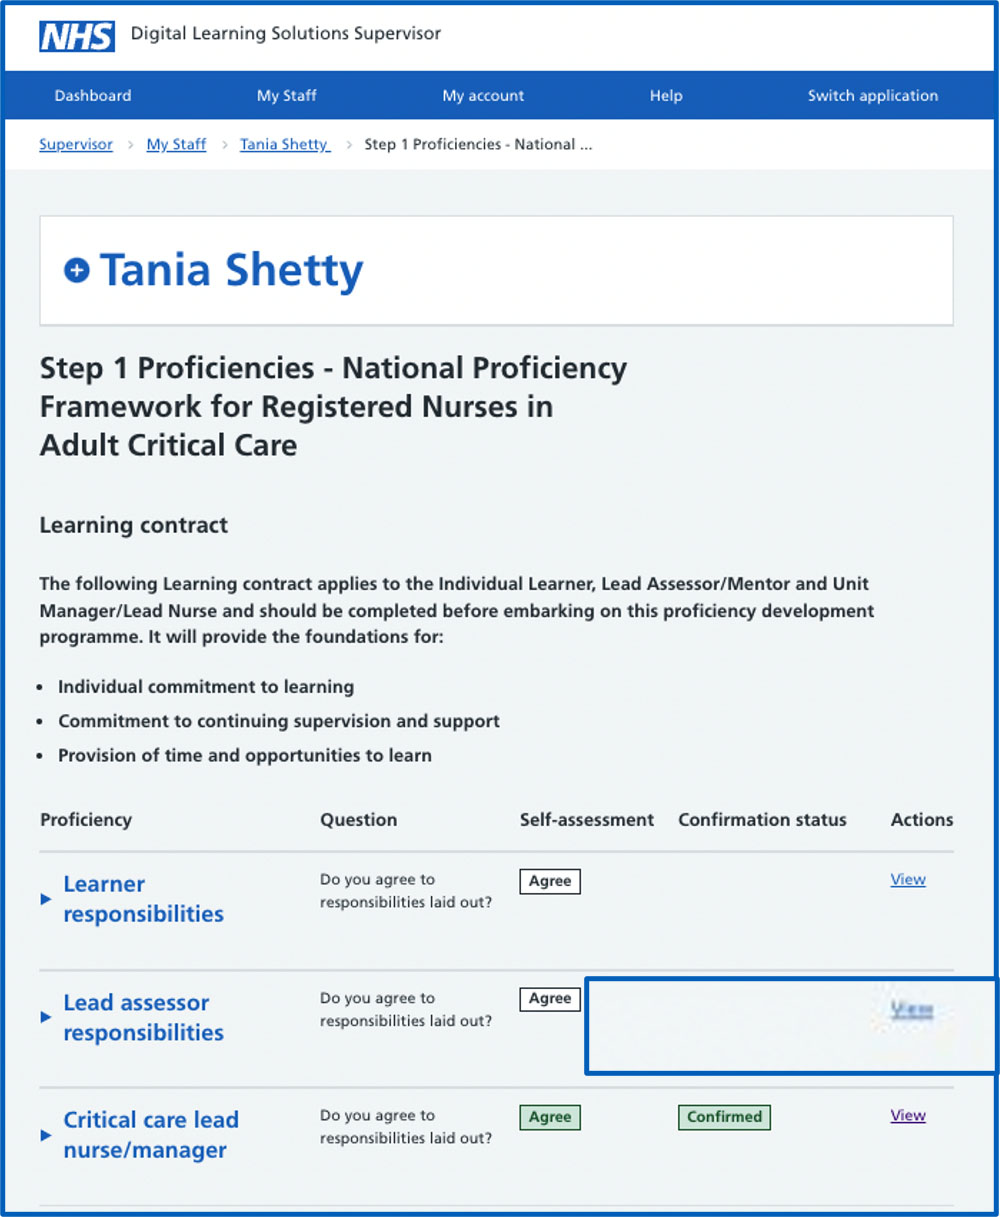 NHS Digital Learning Solutions Supervisor
Dashboard My Staff My account Help Switch application
Supervisor > My Staff > Tania Shetty > Step 1 Proficiencies - National ...
Tania Shetty
Step 1 Proficiencies - National Proficiency
Framework for Registered Nurses in
Adult Critical Care
Learning contract
The following Learning contract applies to the Individual Learner, Lead Assessor/Mentor and Unit
Manager/Lead Nurse and should be completed before embarking on this proficiency development
programme. It will provide the foundations for:
• Individual commitment to learning
• Commitment to continuing supervision and support
• Provision of time and opportunities to learn
Proficiency Question Self-assessment Confirmation status Actions
Learner
responsibilities
Do you agree to
responsibilities laid out?
Agree
View
Lead assessor
responsibilities
Do you agree to
responsibilities laid out?
Agree
View
Critical care lead
nurse/manager
Do you agree to
responsibilities laid out?
Agree
Confirmed
View